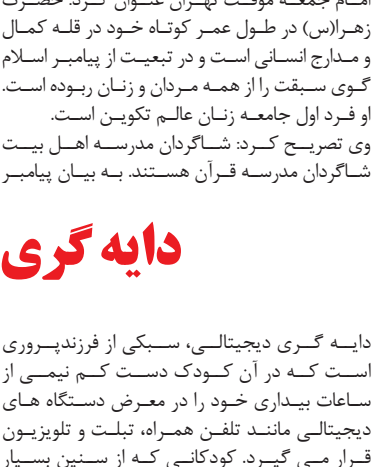 امام جمعه موقت تهران عنوان کرد: حضرت
زهرا(س) در طول عمر کوتاه خود در قله کمال
و مدارج انسانی است و در تبعیت از پیامبر اسلام
گوی سبقت را از همه مردان و زنان ربوده است.
او فرد اول جامعه زنان عالم تکوین است.
وی تصریح کرد: شاگردان مدرسه اهل بیت
شاگردان مدرسه قرآن هستند. به بیان پیامبر
دایه گری
دایه گری دیجیتالی، سبکی از فرزندپروری
است که در آن کودک دست کم نیمی از
ساعات بیداری خود را در معرض دستگاه های
دیجیتالی مانند تلفن همراه، تبلت و تلویزیون
قرار می گیرد. کودکانی که از سنین بسیار